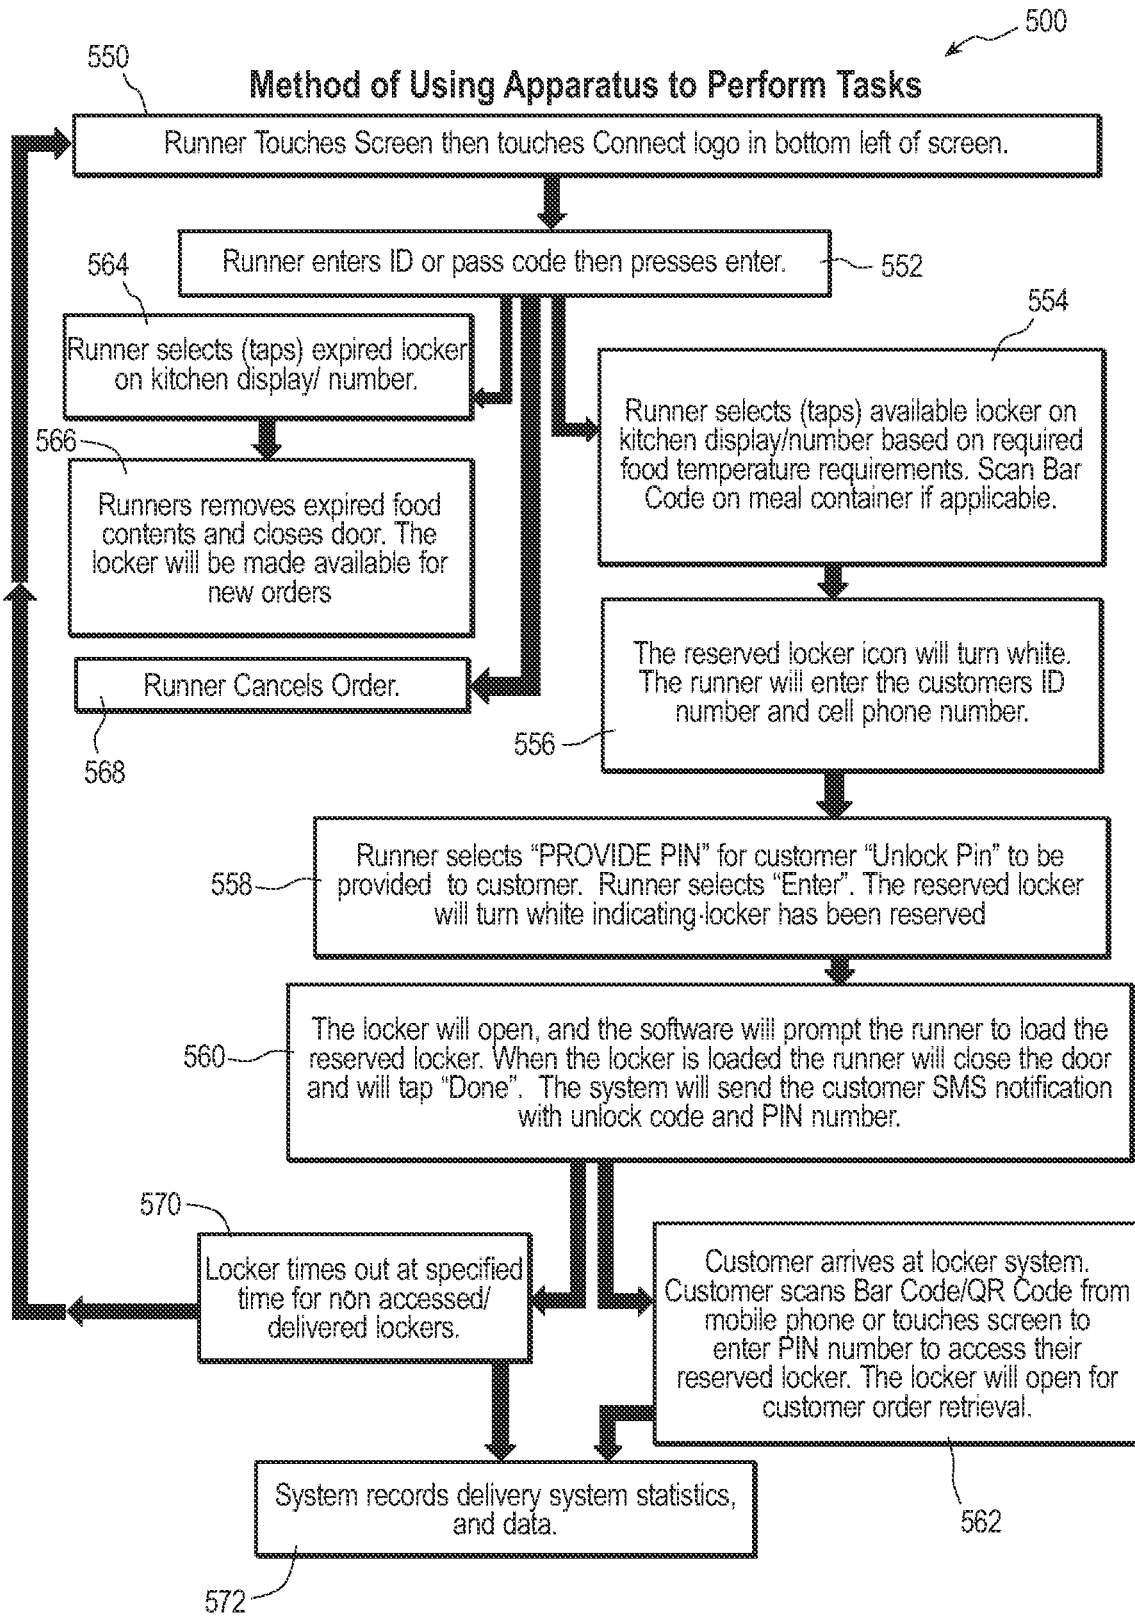 500
550
Method of Using Apparatus to Perform Tasks
Runner Touches Screen then touches Connect logo in bottom left of screen.
Runner enters ID or pass code then presses enter.
552
564
Runner selects (taps) expired locker
on kitchen display/ number.
554
Runner selects (taps) available locker on
kitchen display/number based on required
food temperature requirements. Scan Bar
Code on meal container if applicable.
566
Runners removes expired food
contents and closes door. The
locker will be made available for
new orders
Runner Cancels Order.
568
The reserved locker icon will turn white.
The runner will enter the customers ID
number and cell phone number.
556
Runner selects “PROVIDE PIN” for customer “Unlock Pin” to be
provided to customer. Runner selects “Enter”. The reserved locker
will turn white indicating-locker has been reserved
558
The locker will open, and the software will prompt the runner to load the
reserved locker. When the locker is loaded the runner will close the door
and will tap “Done”. The system will send the customer SMS notification
with unlock code and PIN number.
560
570
Locker times out at specified
time for non accessed/
delivered lockers.
Customer arrives at locker system.
Customer scans Bar Code/QR Code from
mobile phone or touches screen to
enter PIN number to access their
reserved locker. The locker will open for
customer order retrieval.
562
System records delivery system statistics,
and data.
572